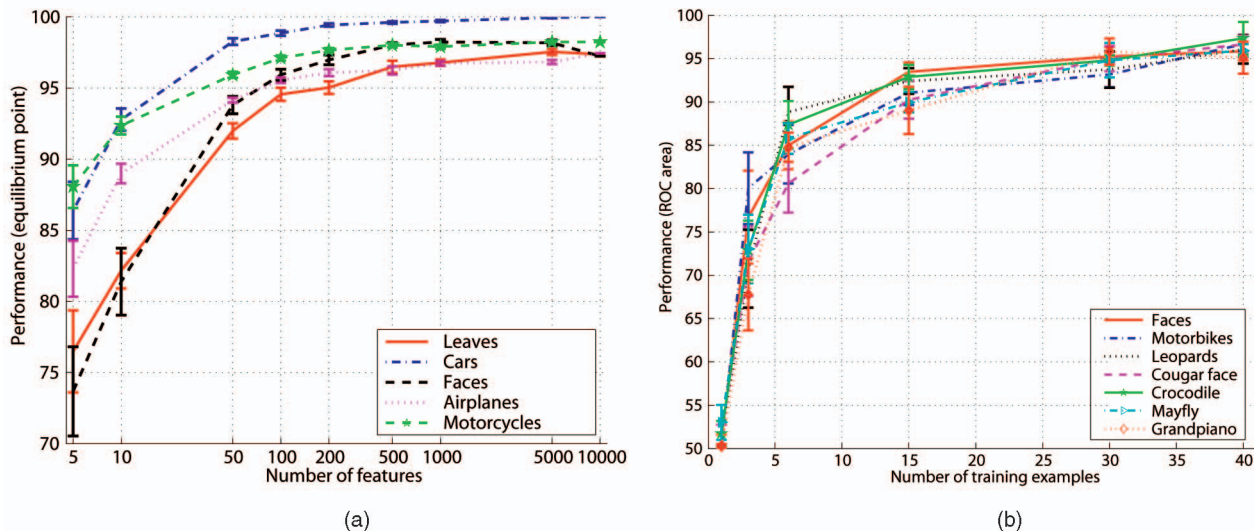 100
95
90
85
80
75
70
Performance (equilibrium point)
5 10 50 100 200 500 1000 5000 10000
Number of features
Leaves
Cars
Faces
Airplanes
Motorcycles
(a)
100
95
90
85
80
75
70
65
60
55
50
Performance (ROC area)
0 5 10 15 20 25 30 35 40
Number of training examples
Faces
Motorbikes
Leopards
Cougar face
Crocodile
Mayfly
Grandpiano
(b)